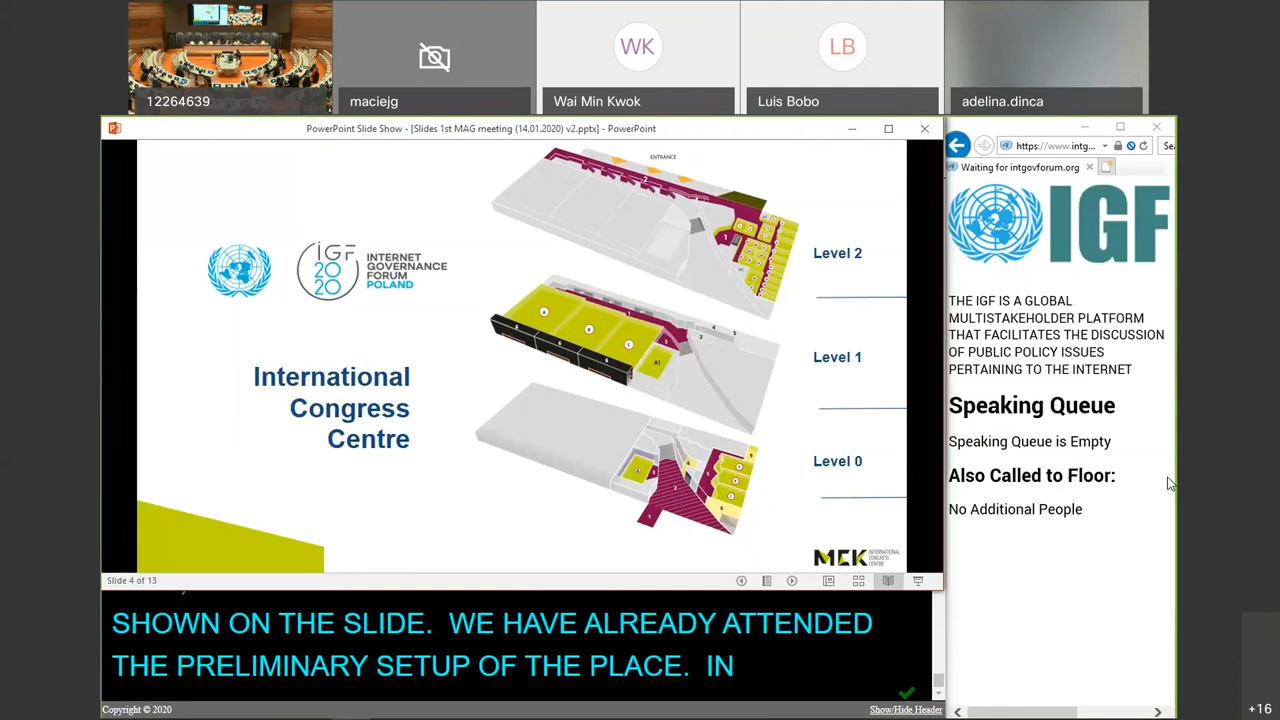 12264639
maciejg
WK
Wai Min Kwok
LB
Luis Bobo
adelina.dinca
PowerPoint Slide Show - [Slides 1st MAG meeting (14.01.2020) v2.pptx] - PowerPoint
ENTRANCE
IGF
20
20
INTERNET
GOVERNANCE
FORUM
POLAND
International
Congress
Centre
Level 2
Level 1
Level 0
A
B
C
A1
MCK INTERNATIONAL
CONGRESS
CENTRE
Slide 4 of 13
SHOWN ON THE SLIDE. WE HAVE ALREADY ATTENDED
THE PRELIMINARY SETUP OF THE PLACE. IN
Copyright © 2020
Show/Hide Header
https://www.intg...
Sea
Waiting for intgovforum.org
IGF
THE IGF IS A GLOBAL
MULTISTAKEHOLDER PLATFORM
THAT FACILITATES THE DISCUSSION
OF PUBLIC POLICY ISSUES
PERTAINING TO THE INTERNET
Speaking Queue
Speaking Queue is Empty
Also Called to Floor:
No Additional People
+16